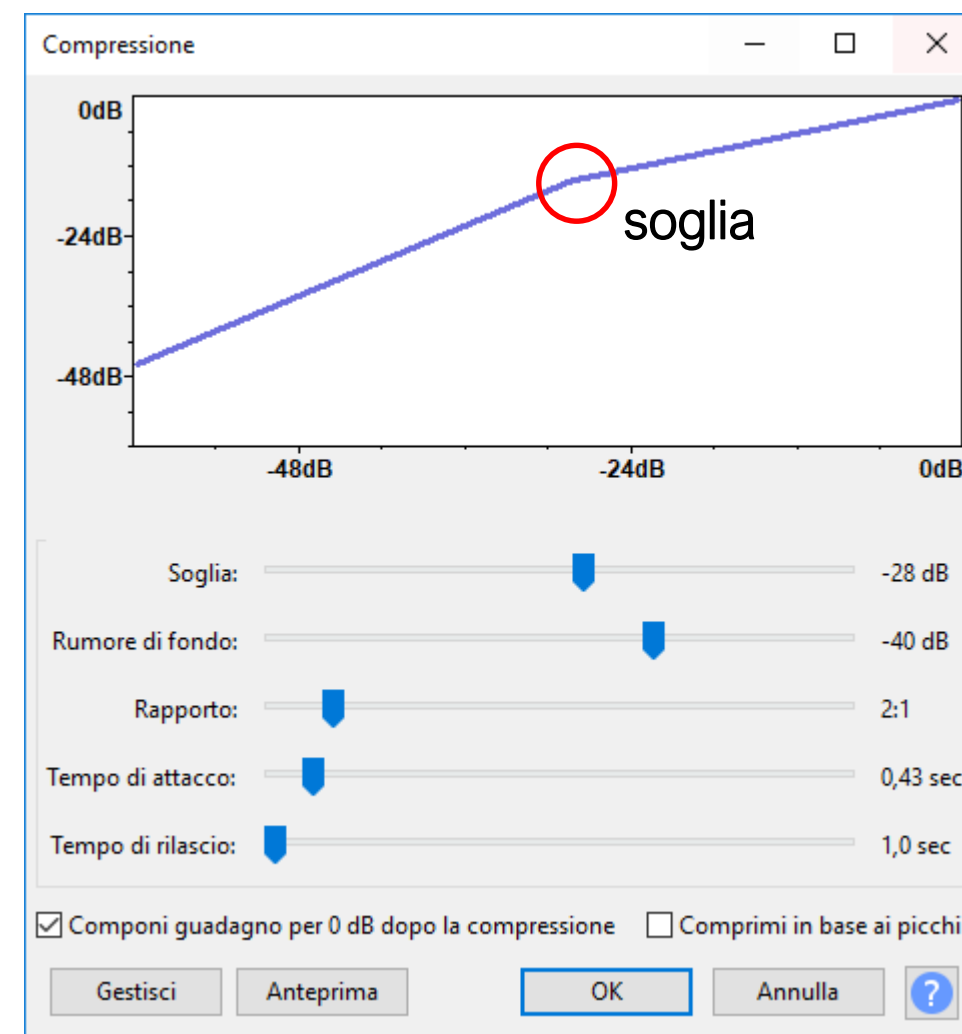 Compressione
0dB
soglia
-24dB
-48dB
-48dB -24dB 0dB
Soglia: -28 dB
Rumore di fondo: -40 dB
Rapporto: 2:1
Tempo di attacco: 0,43 sec
Tempo di rilascio: 1,0 sec
Componi guadagno per 0 dB dopo la compressione Comprimi in base ai picchi
Gestisci Anteprima OK Annulla ?